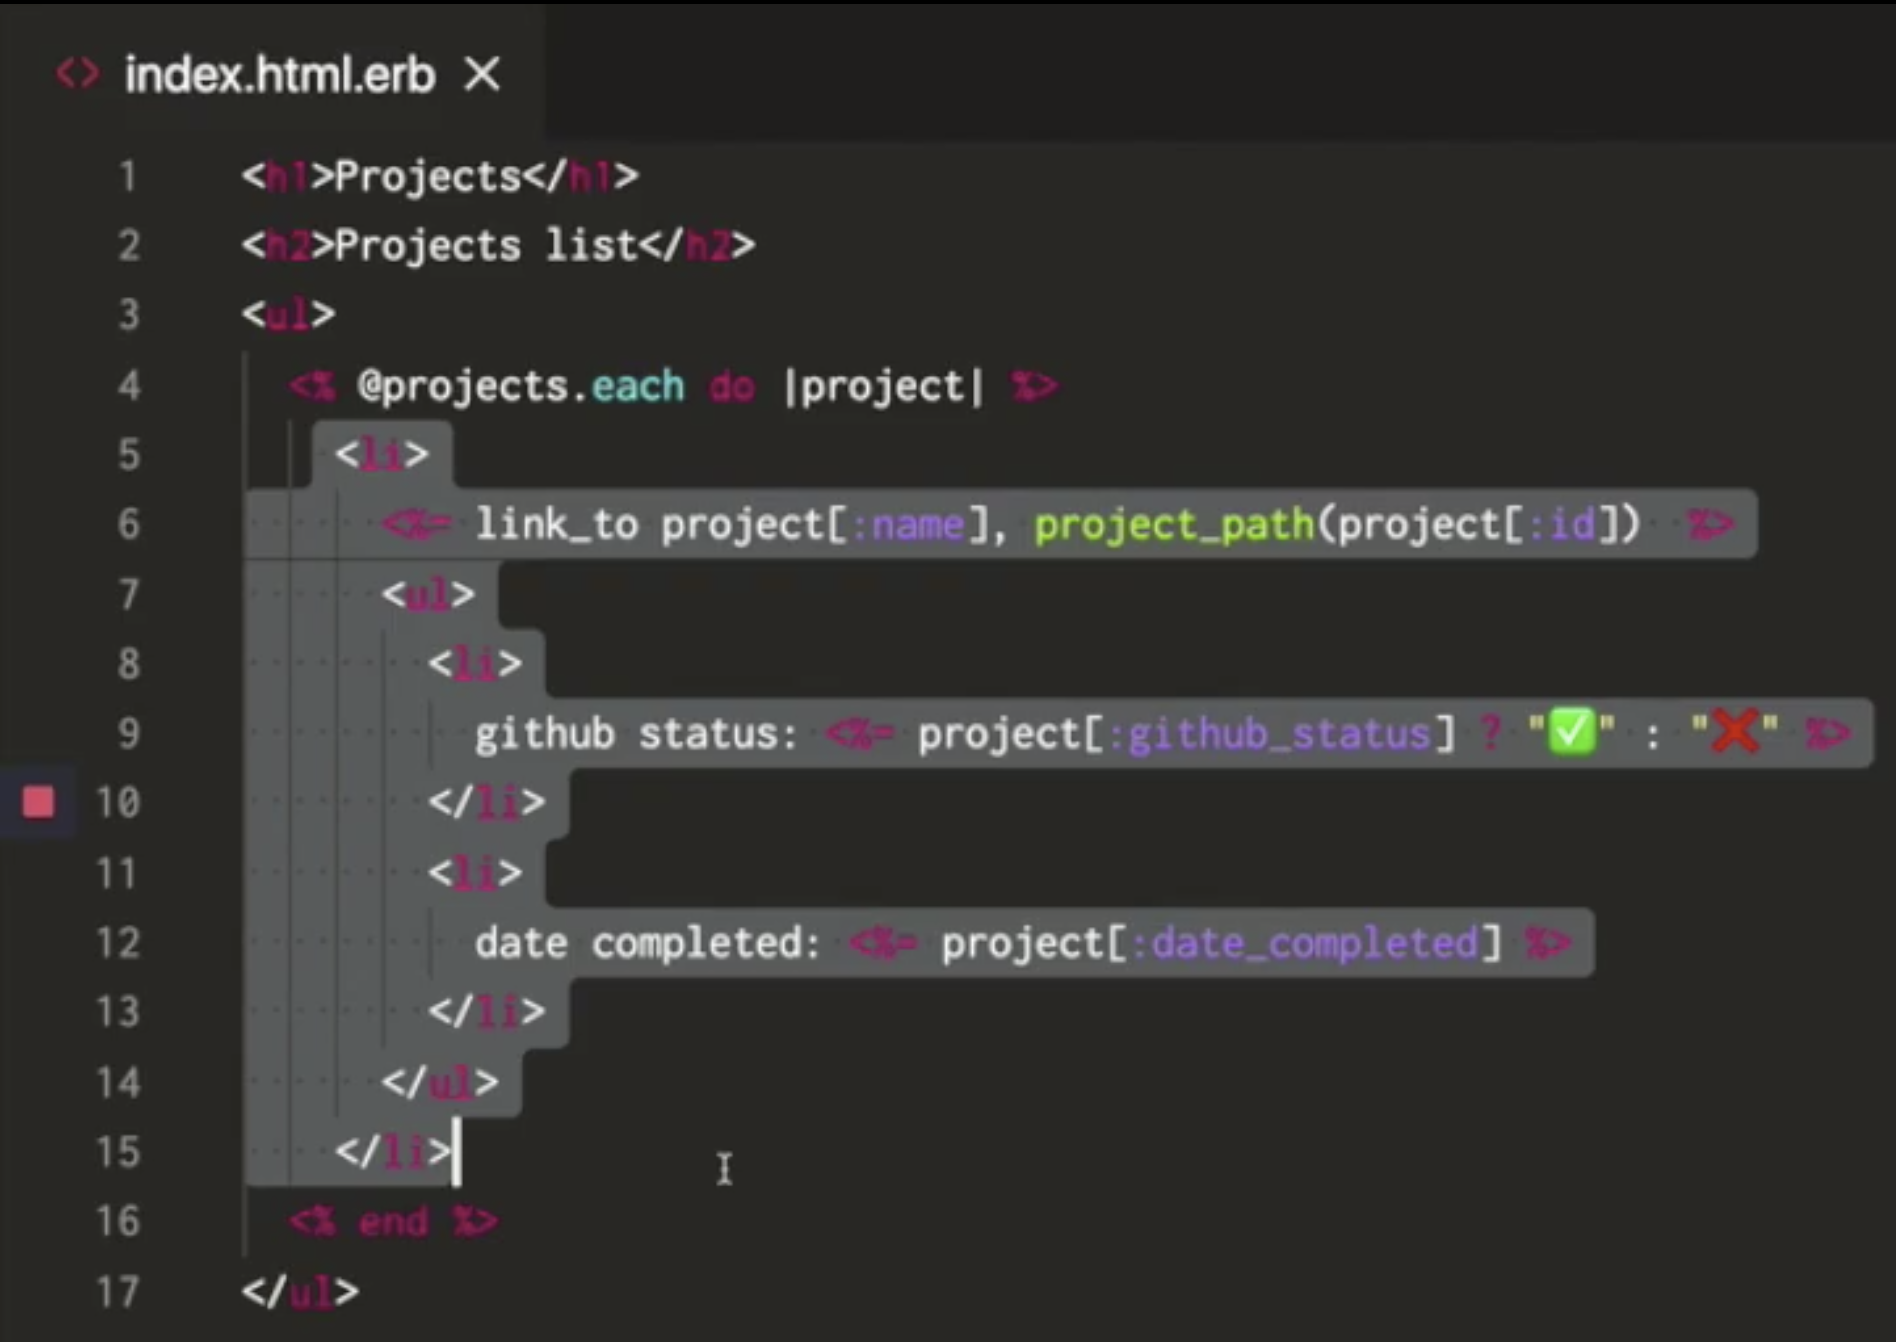 <> index.html.erb ×
1 <h1>Projects</h1>
2 <h2>Projects list</h2>
3 <ul>
4 <% @projects.each do |project| %>
5 <li>
6 <%= link_to project[:name], project_path(project[:id])  %>
7 <ul>
8 <li>
9 github status: <%= project[:github_status] ? "✅" : "❌" %>
10 </li>
11 <li>
12 date completed: <%= project[:date_completed] %>
13 </li>
14 </ul>
15 </li>
16 <% end %>
17 </ul>